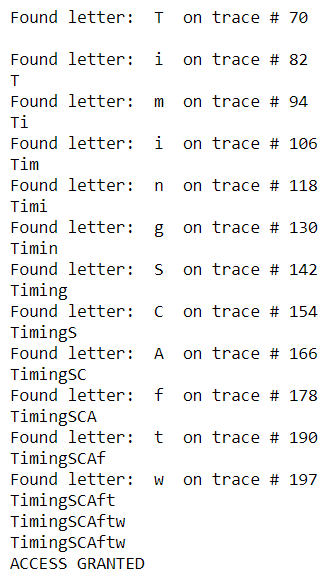 Found letter:  T  on trace # 70
Found letter:  i  on trace # 82
T
Found letter:  m  on trace # 94
Ti
Found letter:  i  on trace # 106
Tim
Found letter:  n  on trace # 118
Timi
Found letter:  g  on trace # 130
Timin
Found letter:  S  on trace # 142
Timing
Found letter:  C  on trace # 154
TimingS
Found letter:  A  on trace # 166
TimingSC
Found letter:  f  on trace # 178
TimingSCA
Found letter:  t  on trace # 190
TimingSCAf
Found letter:  w  on trace # 197
TimingSCAft
TimingSCAftw
TimingSCAftw
ACCESS GRANTED